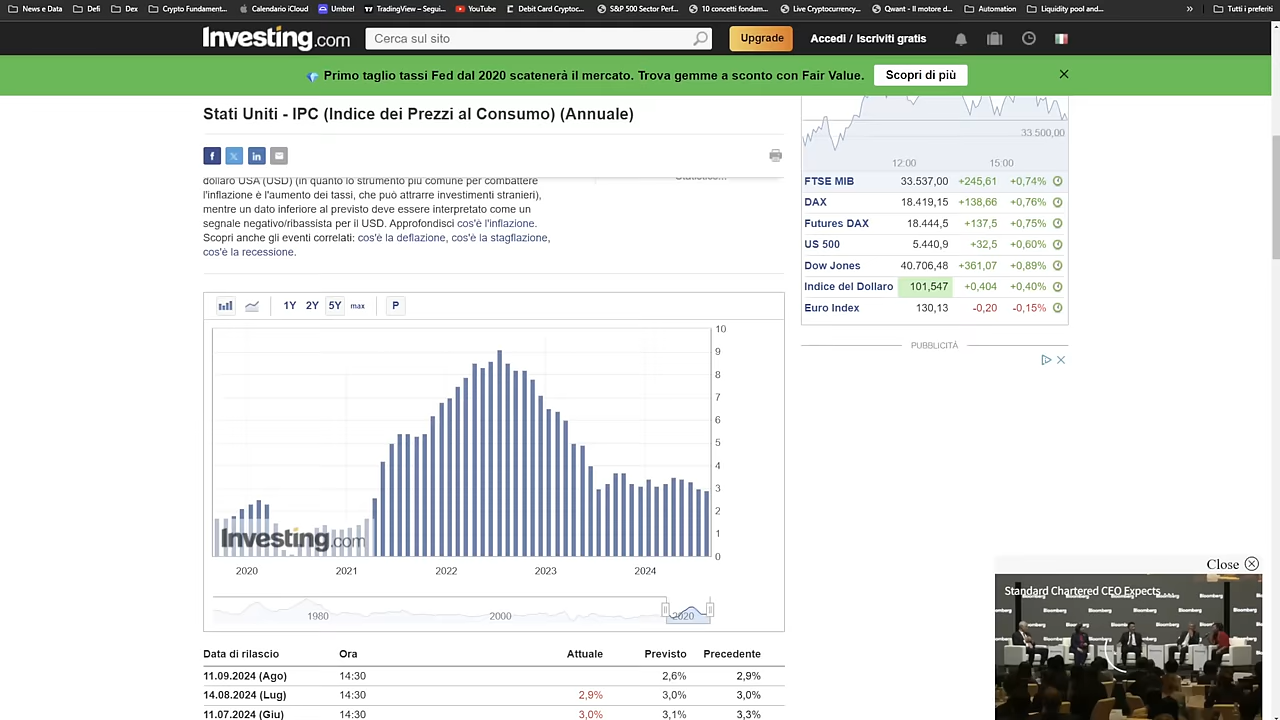 News e Data Defi Dex Crypto Fundament... Calendario iCloud Umbrel TradingView – Segui... YouTube Debit Card Cryptoc... S&P 500 Sector Perf... 10 concetti fondam... Live Cryptocurrency... Qwant - Il motore d... Automation Liquidity pool and... » Tutti i preferiti
Investing.com Cerca sul sito Upgrade Accedi / Iscriviti gratis
Primo taglio tassi Fed dal 2020 scatenerà il mercato. Trova gemme a sconto con Fair Value. Scopri di più
Stati Uniti - IPC (Indice dei Prezzi al Consumo) (Annuale)
dollaro USA (USD) (in quanto lo strumento più comune per combattere
l'inflazione è l'aumento dei tassi, che può attrarre investimenti stranieri),
mentre un dato inferiore al previsto deve essere interpretato come un
segnale negativo/ribassista per il USD. Approfondisci cos'è l'inflazione.
Scopri anche gli eventi correlati: cos'è la deflazione, cos'è la stagflazione,
cos'è la recessione.
33.500,00
12:00 15:00
FTSE MIB 33.537,00 +245,61 +0,74%
DAX 18.419,15 +138,66 +0,76%
Futures DAX 18.444,5 +137,5 +0,75%
US 500 5.440,9 +32,5 +0,60%
Dow Jones 40.706,48 +361,07 +0,89%
Indice del Dollaro 101,547 +0,404 +0,40%
Euro Index 130,13 -0,20 -0,15%
PUBBLICITÀ
1Y 2Y 5Y max P
10
9
8
7
6
5
4
3
2
1
0
Investing.com
2020 2021 2022 2023 2024
1980 2000 2020
Data di rilascio Ora Attuale Previsto Precedente
11.09.2024 (Ago) 14:30 2,6% 2,9%
14.08.2024 (Lug) 14:30 2,9% 3,0% 3,0%
11.07.2024 (Giu) 14:30 3,0% 3,1% 3,3%
Close
Standard Chartered CEO Expects...
Bloomberg